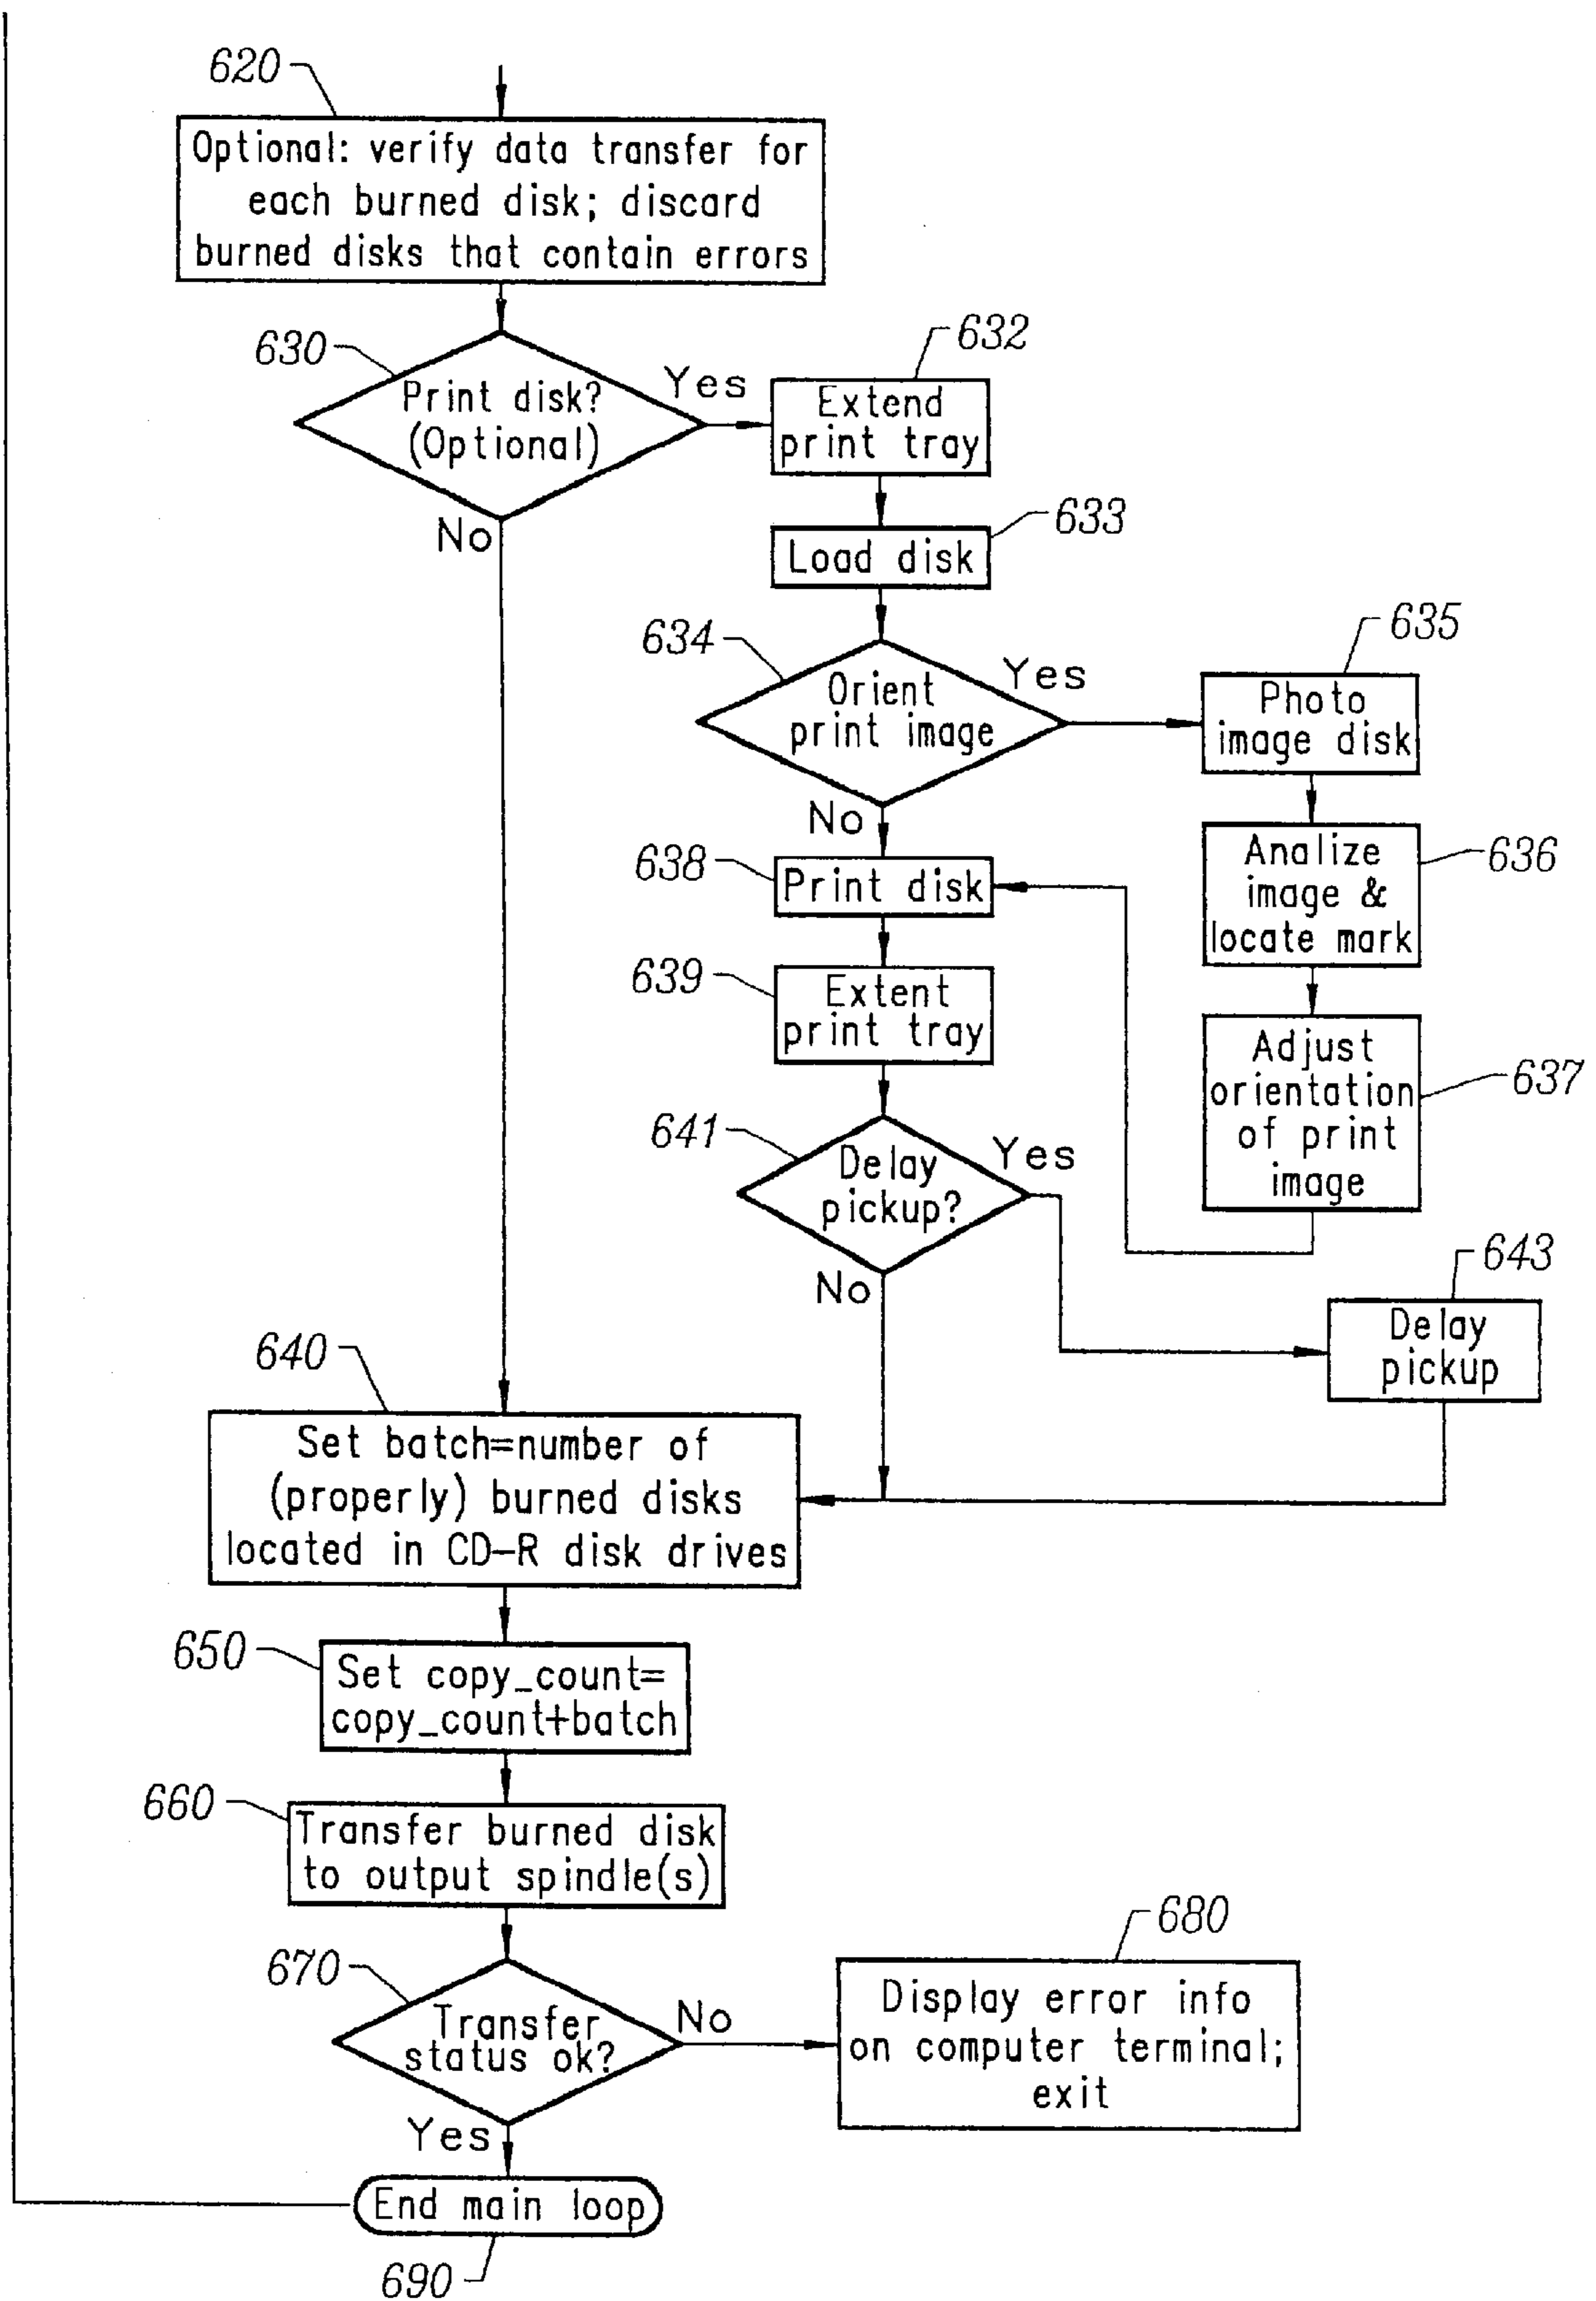 620
Optional: verify data transfer for
each burned disk; discard
burned disks that contain errors
630
Print disk?
(Optional)
Yes
No
632
Extend
print tray
633
Load disk
634
Orient
print image
Yes
No
635
Photo
image disk
636
Analize
image &
locate mark
637
Adjust
orientation
of print
image
638
Print disk
639
Extent
print tray
641
Delay
pickup?
Yes
No
643
Delay
pickup
640
Set batch=number of
(properly) burned disks
located in CD-R disk drives
650
Set copy_count=
copy_count+batch
660
Transfer burned disk
to output spindle(s)
670
Transfer
status ok?
No
Yes
680
Display error info
on computer terminal;
exit
End main loop
690